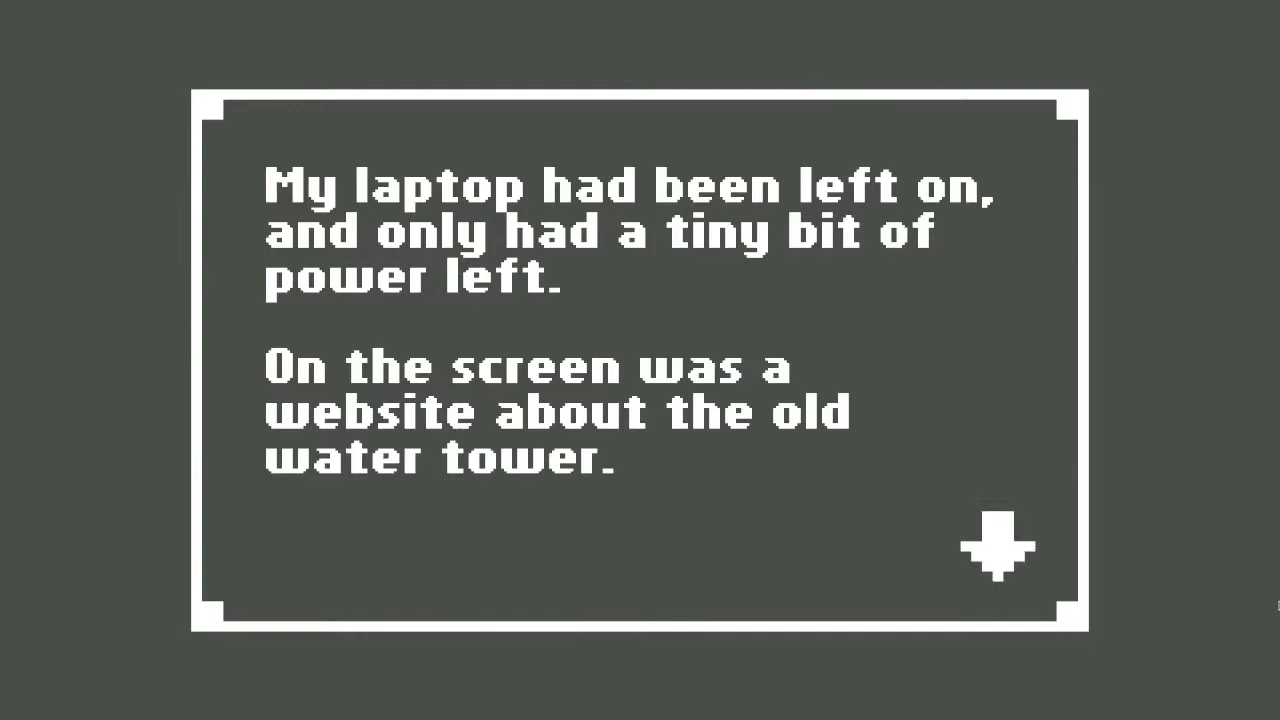 My laptop had been left on,
and only had a tiny bit of
power left.
On the screen was a
website about the old
water tower.